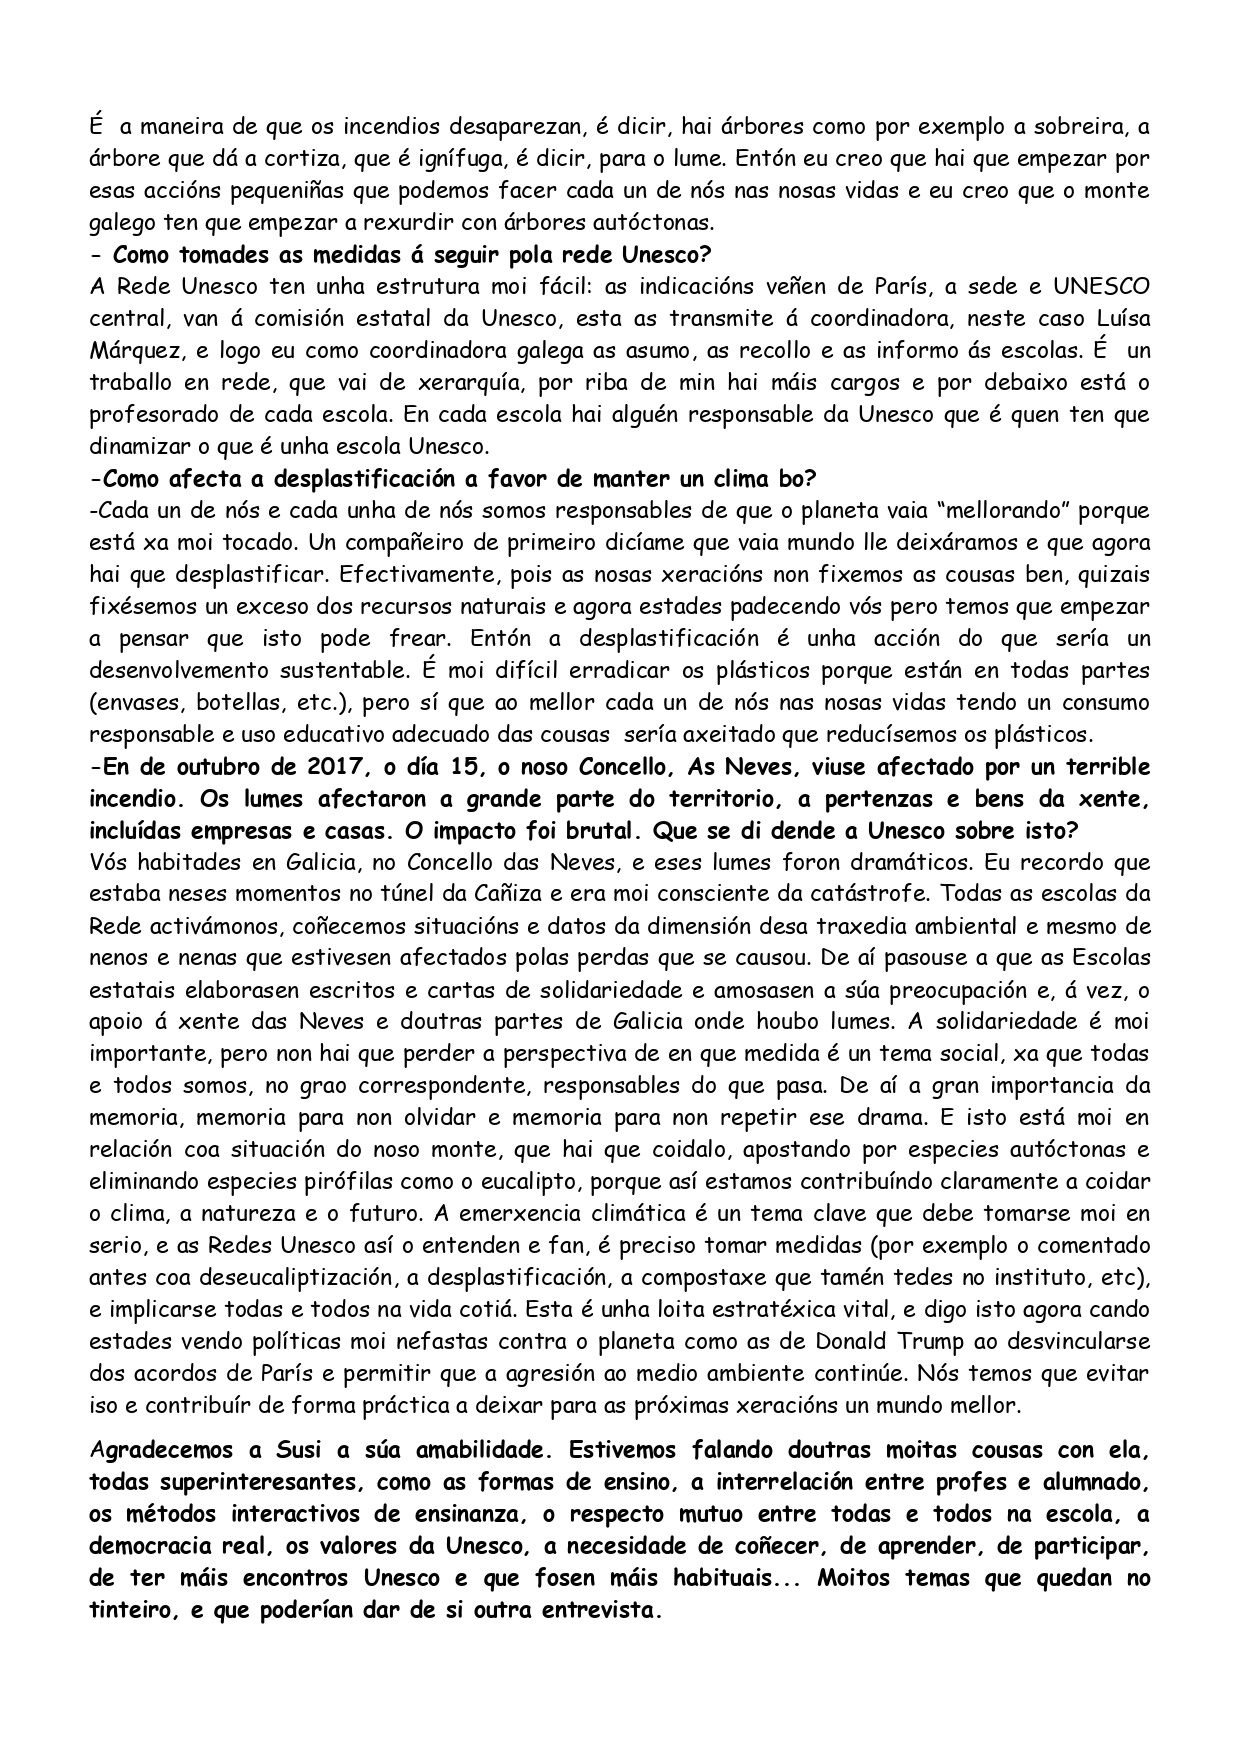 É  a maneira de que os incendios desaparezan, é dicir, hai árbores como por exemplo a sobreira, a
árbore que dá a cortiza, que é ignífuga, é dicir, para o lume. Entón eu creo que hai que empezar por
esas accións pequeniñas que podemos facer cada un de nós nas nosas vidas e eu creo que o monte
galego ten que empezar a rexurdir con árbores autóctonas.
- Como tomades as medidas á seguir pola rede Unesco?
A Rede Unesco ten unha estrutura moi fácil: as indicacións veñen de París, a sede e UNESCO
central, van á comisión estatal da Unesco, esta as transmite á coordinadora, neste caso Luísa
Márquez, e logo eu como coordinadora galega as asumo, as recollo e as informo ás escolas. É  un
traballo en rede, que vai de xerarquía, por riba de min hai máis cargos e por debaixo está o
profesorado de cada escola. En cada escola hai alguén responsable da Unesco que é quen ten que
dinamizar o que é unha escola Unesco.
-Como afecta a desplastificación a favor de manter un clima bo?
-Cada un de nós e cada unha de nós somos responsables de que o planeta vaia “mellorando” porque
está xa moi tocado. Un compañeiro de primeiro dicíame que vaia mundo lle deixáramos e que agora
hai que desplastificar. Efectivamente, pois as nosas xeracións non fixemos as cousas ben, quizais
fixésemos un exceso dos recursos naturais e agora estades padecendo vós pero temos que empezar
a pensar que isto pode frear. Entón a desplastificación é unha acción do que sería un
desenvolvemento sustentable. É moi difícil erradicar os plásticos porque están en todas partes
(envases, botellas, etc.), pero sí que ao mellor cada un de nós nas nosas vidas tendo un consumo
responsable e uso educativo adecuado das cousas  sería axeitado que reducísemos os plásticos.
-En de outubro de 2017, o día 15, o noso Concello, As Neves, viuse afectado por un terrible
incendio. Os lumes afectaron a grande parte do territorio, a pertenzas e bens da xente,
incluídas empresas e casas. O impacto foi brutal. Que se di dende a Unesco sobre isto?
Vós habitades en Galicia, no Concello das Neves, e eses lumes foron dramáticos. Eu recordo que
estaba neses momentos no túnel da Cañiza e era moi consciente da catástrofe. Todas as escolas da
Rede activámonos, coñecemos situacións e datos da dimensión desa traxedia ambiental e mesmo de
nenos e nenas que estivesen afectados polas perdas que se causou. De aí pasouse a que as Escolas
estatais elaborasen escritos e cartas de solidariedade e amosasen a súa preocupación e, á vez, o
apoio á xente das Neves e doutras partes de Galicia onde houbo lumes. A solidariedade é moi
importante, pero non hai que perder a perspectiva de en que medida é un tema social, xa que todas
e todos somos, no grao correspondente, responsables do que pasa. De aí a gran importancia da
memoria, memoria para non olvidar e memoria para non repetir ese drama. E isto está moi en
relación coa situación do noso monte, que hai que coidalo, apostando por especies autóctonas e
eliminando especies pirófilas como o eucalipto, porque así estamos contribuíndo claramente a coidar
o clima, a natureza e o futuro. A emerxencia climática é un tema clave que debe tomarse moi en
serio, e as Redes Unesco así o entenden e fan, é preciso tomar medidas (por exemplo o comentado
antes coa deseucaliptización, a desplastificación, a compostaxe que tamén tedes no instituto, etc),
e implicarse todas e todos na vida cotiá. Esta é unha loita estratéxica vital, e digo isto agora cando
estades vendo políticas moi nefastas contra o planeta como as de Donald Trump ao desvincularse
dos acordos de París e permitir que a agresión ao medio ambiente continúe. Nós temos que evitar
iso e contribuír de forma práctica a deixar para as próximas xeracións un mundo mellor.
Agradecemos a Susi a súa amabilidade. Estivemos falando doutras moitas cousas con ela,
todas superinteresantes, como as formas de ensino, a interrelación entre profes e alumnado,
os métodos interactivos de ensinanza, o respecto mutuo entre todas e todos na escola, a
democracia real, os valores da Unesco, a necesidade de coñecer, de aprender, de participar,
de ter máis encontros Unesco e que fosen máis habituais... Moitos temas que quedan no
tinteiro, e que poderían dar de si outra entrevista.